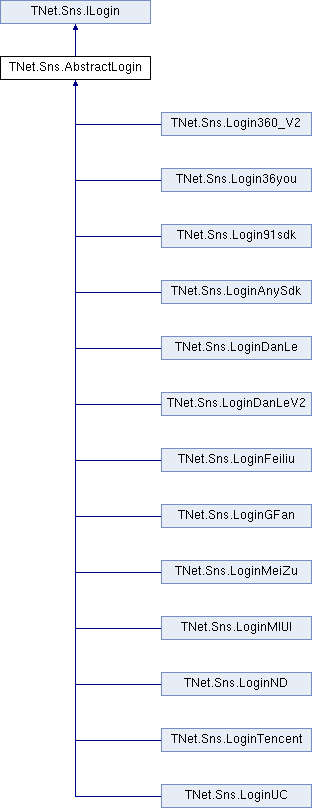 TNet.Sns.ILogin
TNet.Sns.AbstractLogin
TNet.Sns.Login360_V2
TNet.Sns.Login36you
TNet.Sns.Login91sdk
TNet.Sns.LoginAnySdk
TNet.Sns.LoginDanLe
TNet.Sns.LoginDanLeV2
TNet.Sns.LoginFeiliu
TNet.Sns.LoginGFan
TNet.Sns.LoginMeiZu
TNet.Sns.LoginMIUI
TNet.Sns.LoginND
TNet.Sns.LoginTencent
TNet.Sns.LoginUC